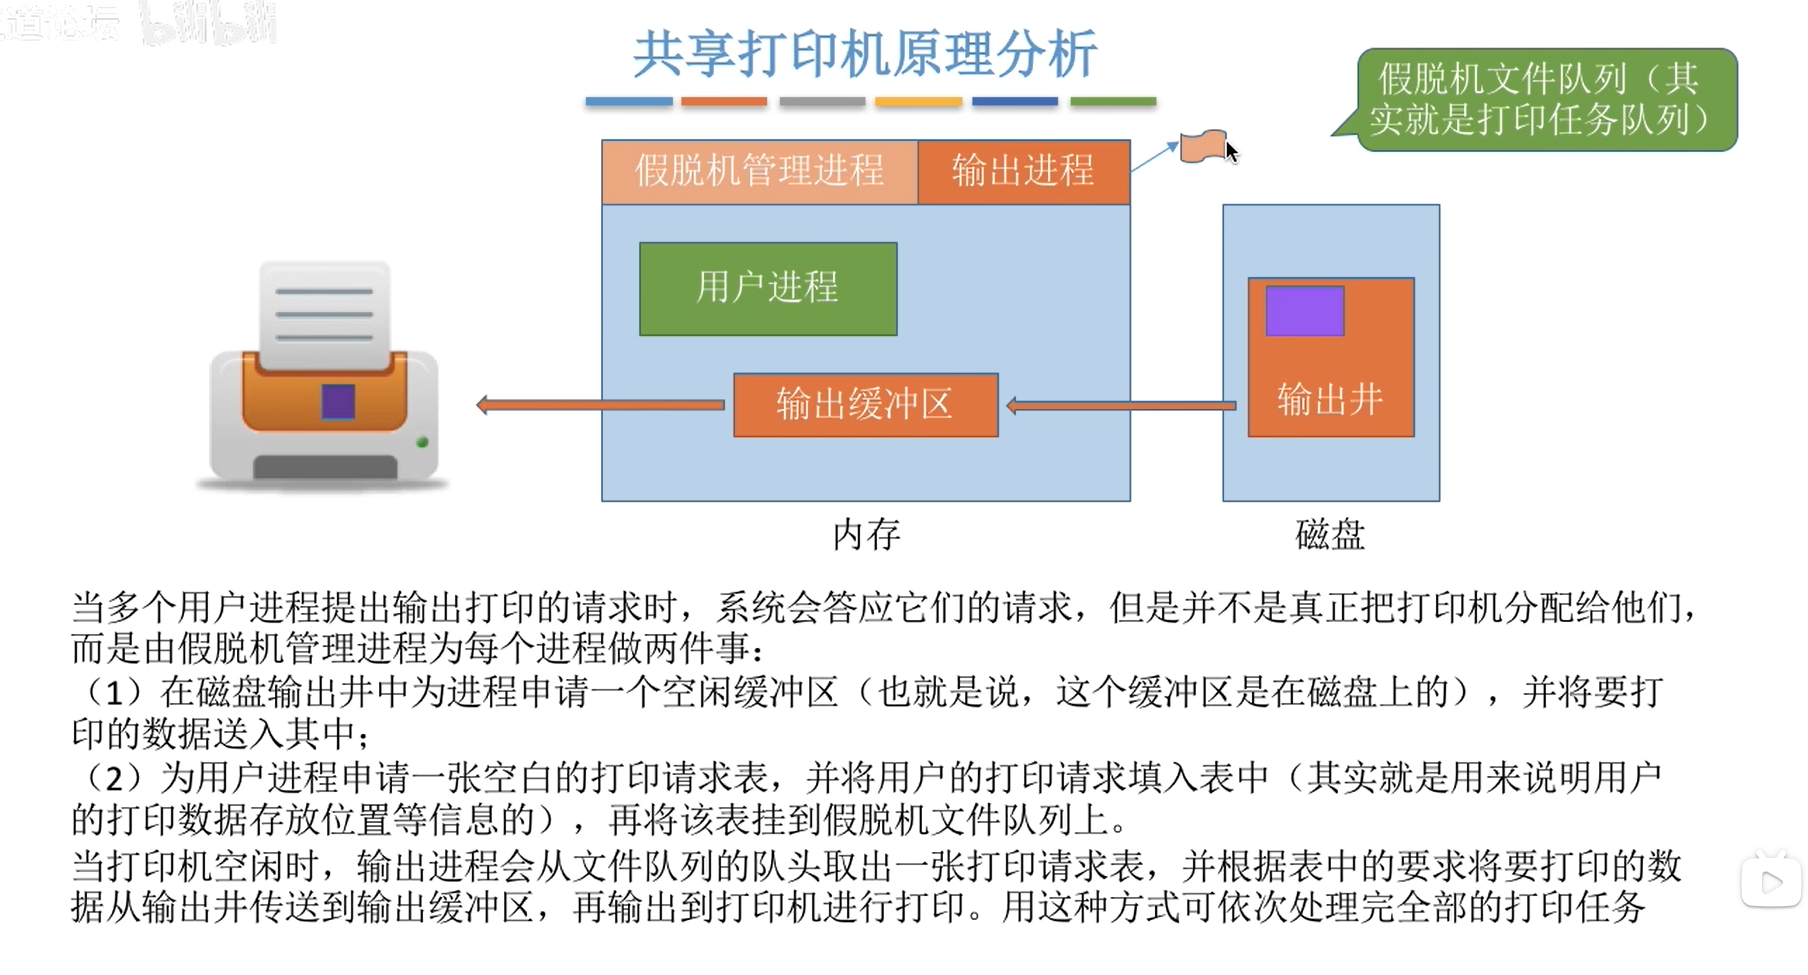 道论坛 bilibili
共享打印机原理分析
假脱机文件队列（其
实就是打印任务队列）
假脱机管理进程 输出进程
用户进程
输出缓冲区
输出井
内存
磁盘
当多个用户进程提出输出打印的请求时，系统会答应它们的请求，但是并不是真正把打印机分配给他们，
而是由假脱机管理进程为每个进程做两件事：
（1）在磁盘输出井中为进程申请一个空闲缓冲区（也就是说，这个缓冲区是在磁盘上的），并将要打
印的数据送入其中；
（2）为用户进程申请一张空白的打印请求表，并将用户的打印请求填入表中（其实就是用来说明用户
的打印数据存放位置等信息的），再将该表挂到假脱机文件队列上。
当打印机空闲时，输出进程会从文件队列的队头取出一张打印请求表，并根据表中的要求将要打印的数
据从输出井传送到输出缓冲区，再输出到打印机进行打印。用这种方式可依次处理完全部的打印任务